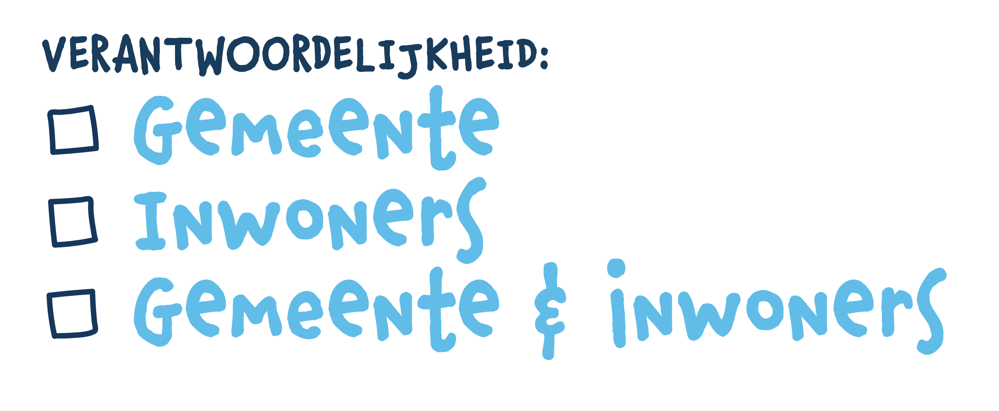 VERANTWOORDELIJKHEID:
Gemeente
Inwoners
Gemeente & inwoners